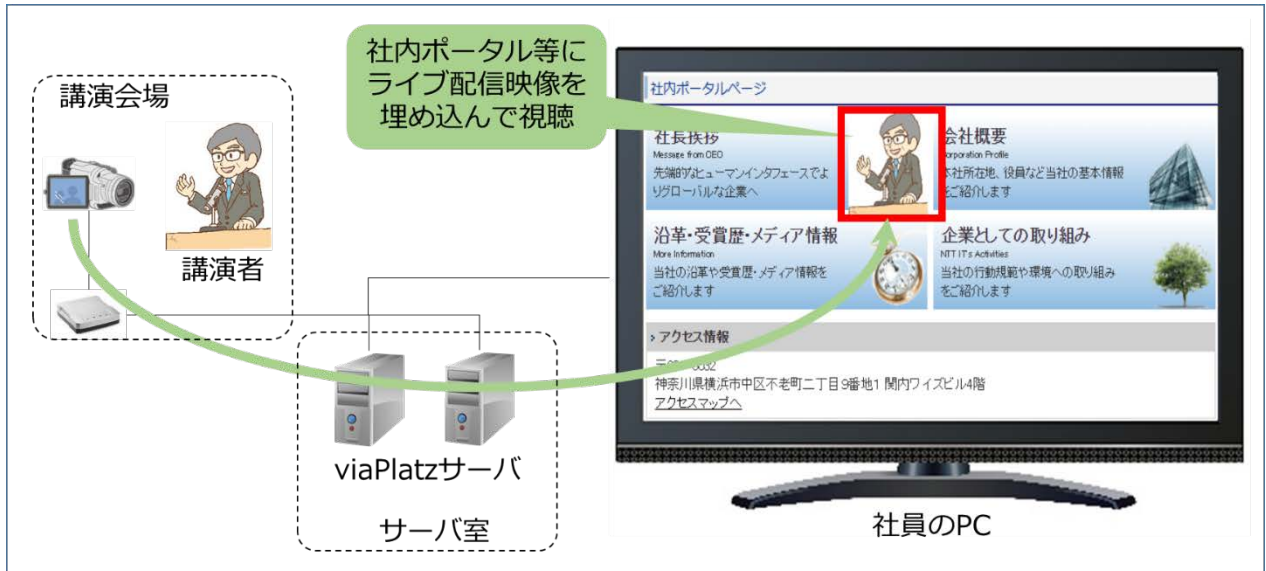 社内ポータル等に
ライブ配信映像を
埋め込んで視聴
講演会場
講演者
viaPlatzサーバ
サーバ室
社内ポータルページ
社長挨拶
Message from CEO
先端的なヒューマンインタフェースでよ
りグローバルな企業へ
会社概要
Corporation Profile
本社所在地、役員など当社の基本情報
をご紹介します
沿革・受賞歴・メディア情報
More Information
当社の沿革や受賞歴・メディア情報を
ご紹介します
企業としての取り組み
NTT IT's Activities
当社の行動規範や環境への取り組み
をご紹介します
アクセス情報
神奈川県横浜市中区不老町二丁目9番地1 関内ワイズビル4階
アクセスマップへ
社員のPC